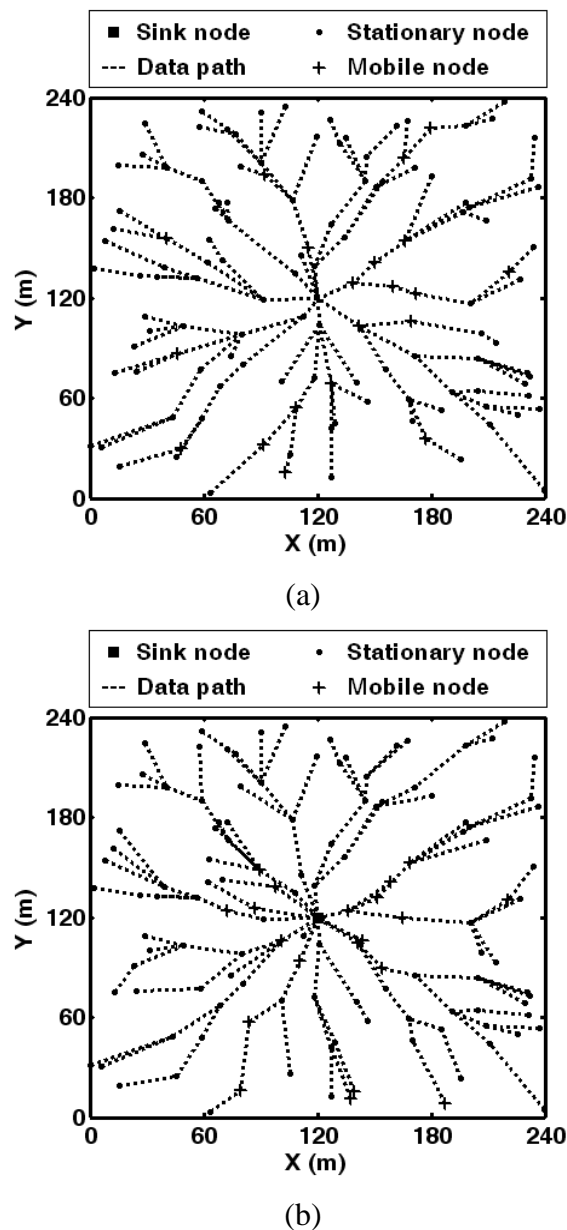 Sink node Stationary node
Data path Mobile node
240
180
120
60
0
Y (m)
0 60 120 180 240
X (m)
(a)
Sink node Stationary node
Data path Mobile node
240
180
120
60
0
Y (m)
0 60 120 180 240
X (m)
(b)